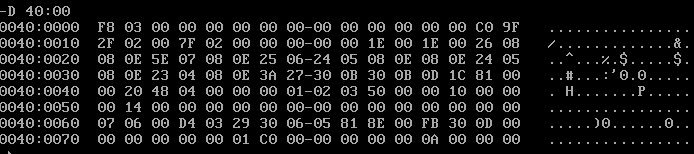 -D 40:00
0040:0000  F8 03 00 00 00 00 00 00-00 00 00 00 00 00 C0 9F   ................
0040:0010  2F 02 00 7F 02 00 00 00-00 00 1E 00 1E 00 26 08   /.............&.
0040:0020  08 0E 5E 07 08 0E 25 06-24 05 08 0E 08 0E 24 05   ..^...%.$.....$.
0040:0030  08 0E 23 04 08 0E 3A 27-30 0B 30 0B 0D 1C 81 00   ..#...:'0.0.....
0040:0040  00 20 48 04 00 00 00 01-02 03 50 00 00 10 00 00   . H.......P.....
0040:0050  00 14 00 00 00 00 00 00-00 00 00 00 00 00 00 00   ................
0040:0060  07 06 00 D4 03 29 30 06-05 81 8E 00 FB 30 0D 00   .....)0......0..
0040:0070  00 00 00 00 00 01 C0 00-00 00 00 00 0A 00 00 00   ................